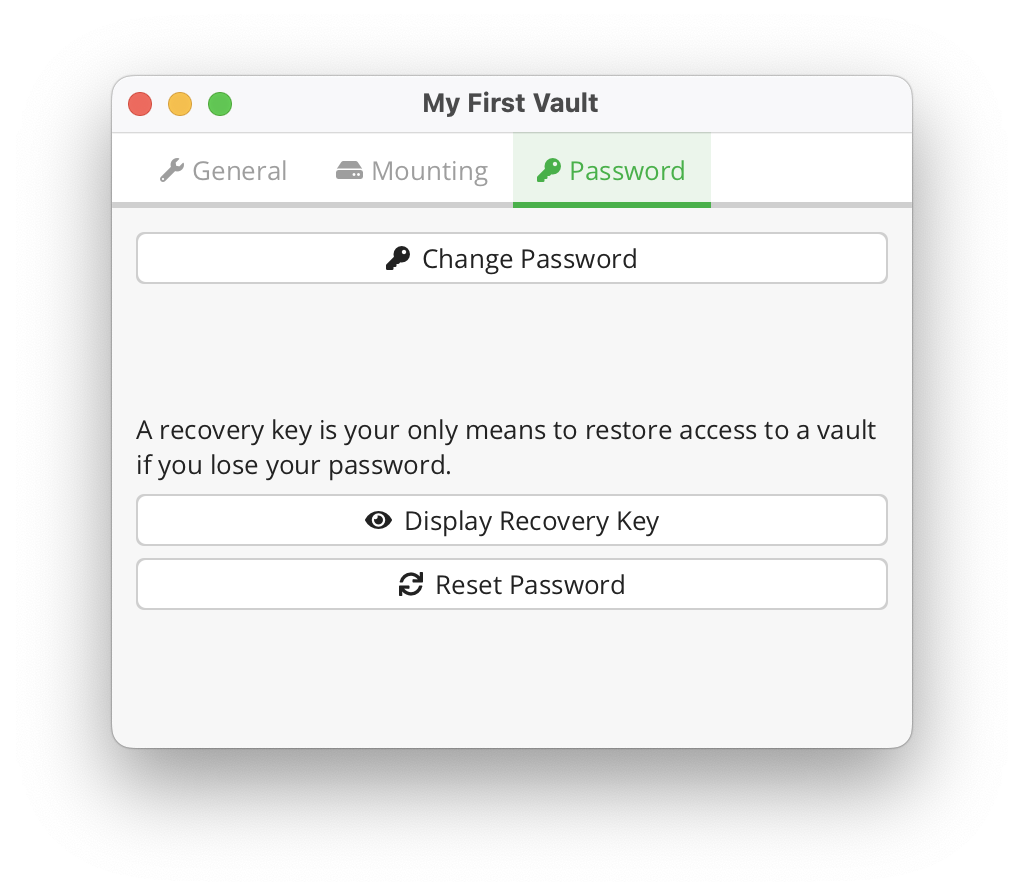 My First Vault
General
Mounting
Password
Change Password
A recovery key is your only means to restore access to a vault
if you lose your password.
Display Recovery Key
Reset Password